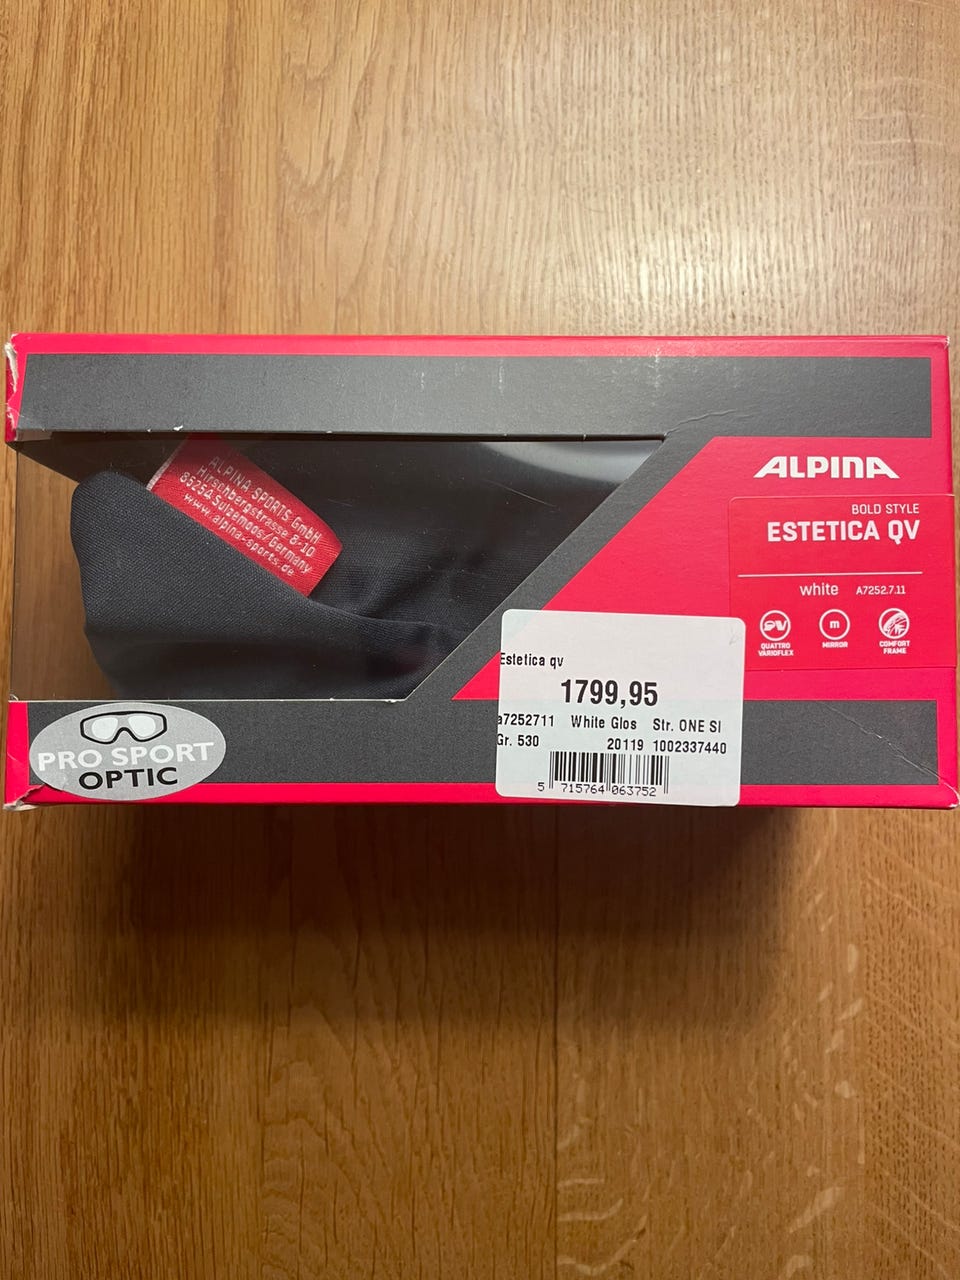 ALPINA SPORTS GmbH
Hirschbergstrasse 8-10
85254 Sulzemoos/Germany
www.alpina-sports.de
ALPINA
BOLD STYLE
ESTETICA QV
white A7252.7.11
QV
m
QUATTRO
VARIOFLEX
MIRROR
COMFORT
FRAME
Estetica qv
1799,95
a7252711 White Glos Str. ONE SI
Gr. 530 20119 1002337440
5 715764 063752
PRO SPORT
OPTIC